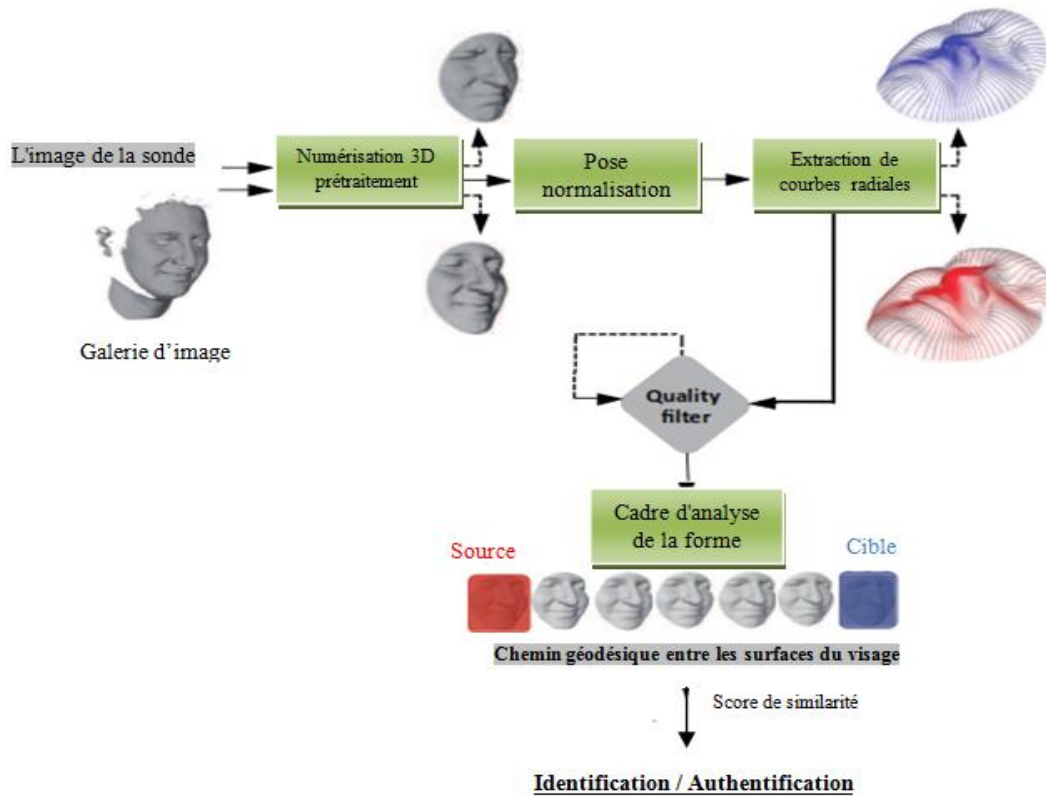 L'image de la sonde
Numérisation 3D
prétraitement
Pose
normalisation
Extraction de
courbes radiales
Galerie d’image
Quality
filter
Cadre d'analyse
de la forme
Source
Cible
Chemin géodésique entre les surfaces du visage
Score de similarité
Identification / Authentification